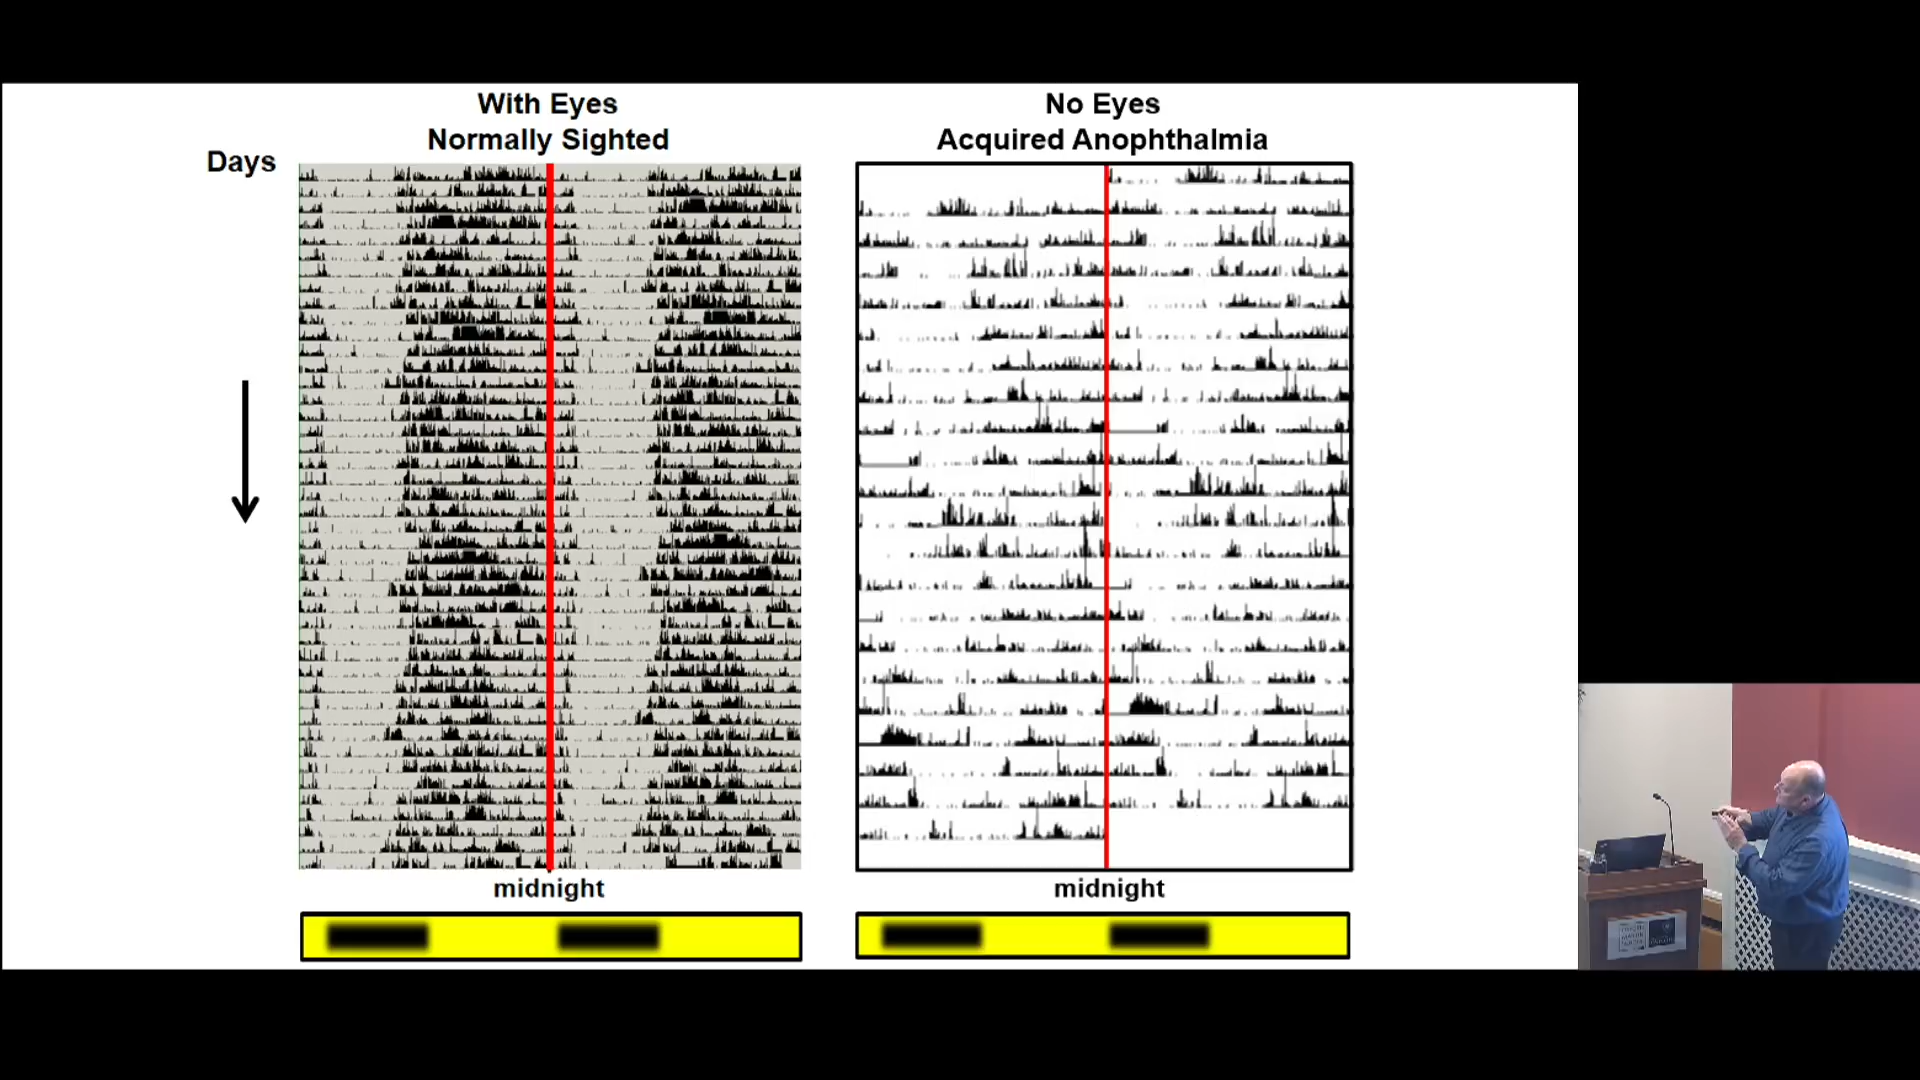 With Eyes
Normally Sighted
No Eyes
Acquired Anophthalmia
Days
midnight
midnight